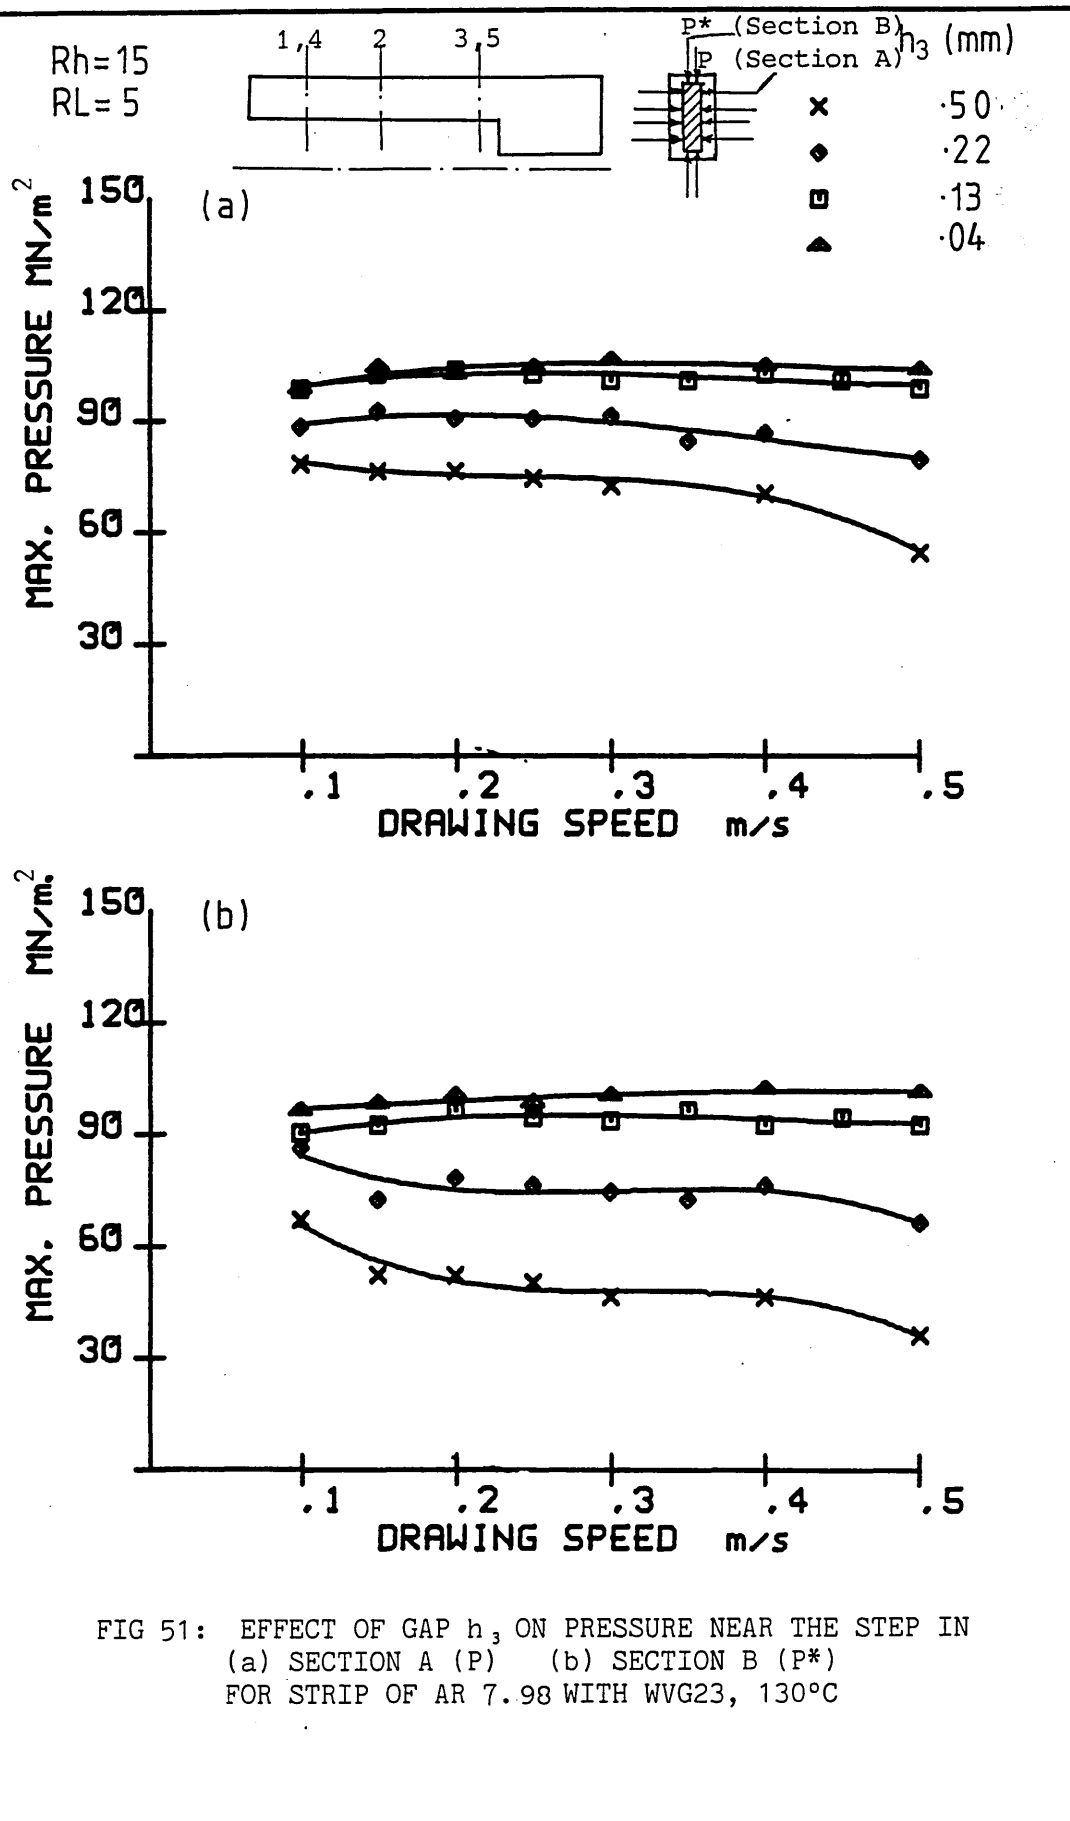 Rh=15
RL= 5
1,4 2 3,5
P* (Section B)
P (Section A)
h3 (mm)
·50
·22
·13
·04
(a)
MAX. PRESSURE MN/m2
150
120
90
60
30
.1 .2 .3 .4 .5
DRAWING SPEED m/s
(b)
MAX. PRESSURE MN/m2
150
120
90
60
30
.1 .2 .3 .4 .5
DRAWING SPEED m/s
FIG 51: EFFECT OF GAP h3 ON PRESSURE NEAR THE STEP IN
(a) SECTION A (P) (b) SECTION B (P*)
FOR STRIP OF AR 7.98 WITH WVG23, 130°C